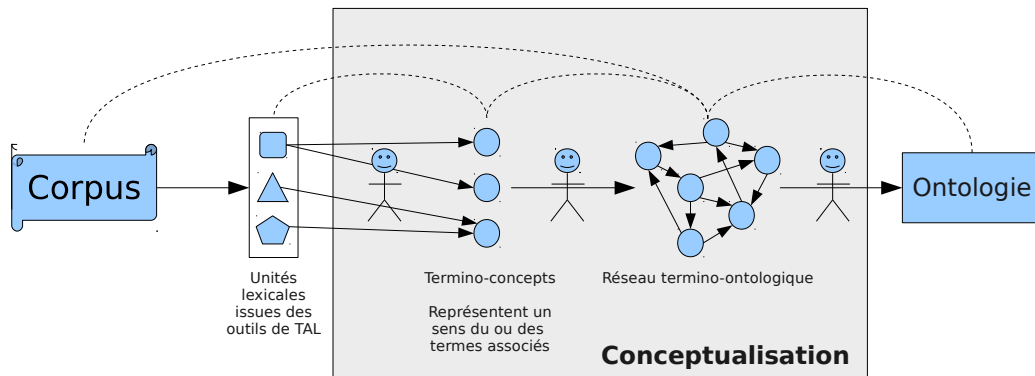 Corpus
Unités
lexicales
issues des
outils de TAL
Termino-concepts
Représentent un
sens du ou des
termes associés
Réseau termino-ontologique
Ontologie
Conceptualisation